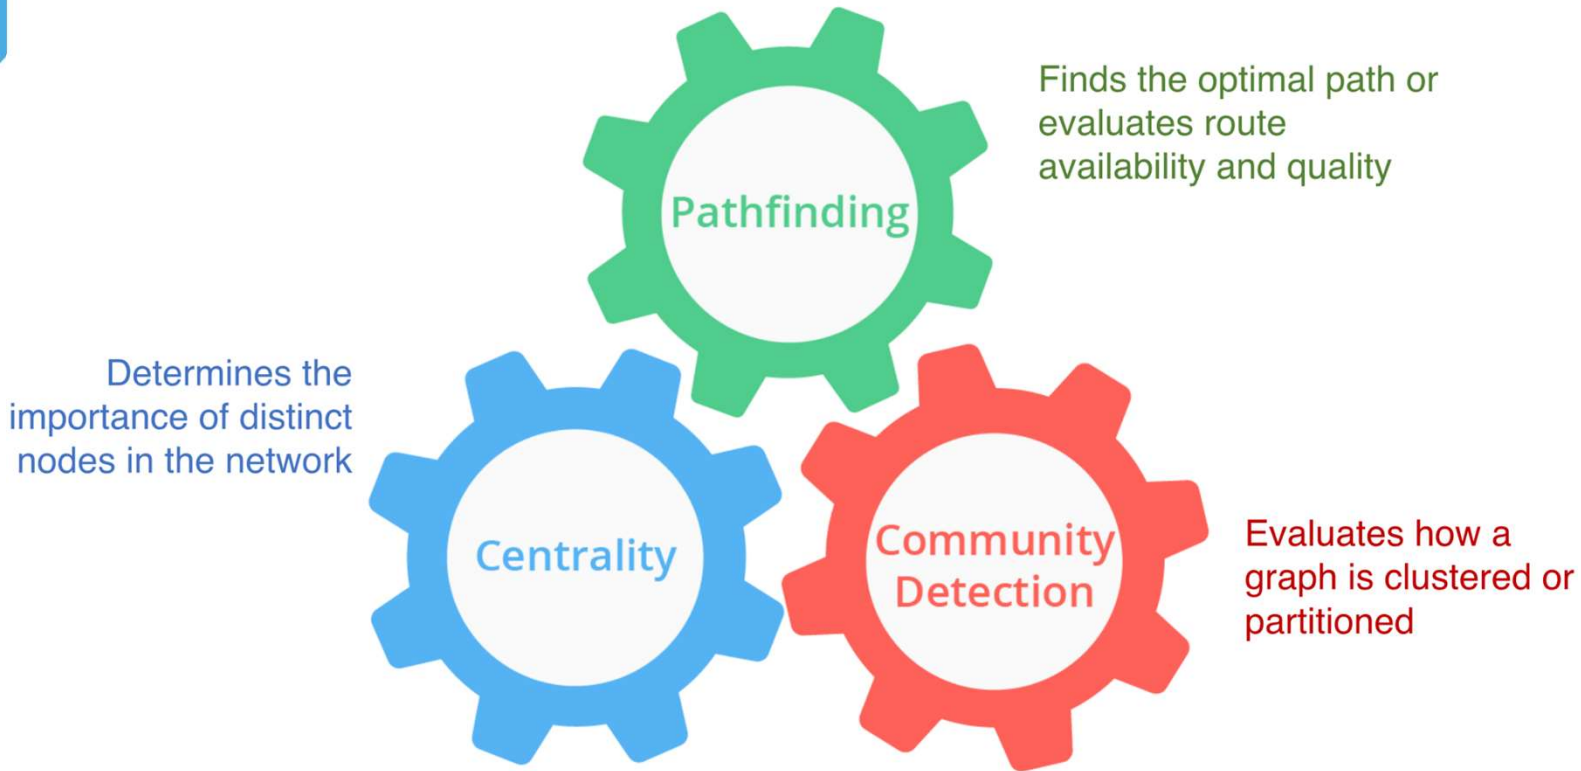 Finds the optimal path or
evaluates route
availability and quality
Pathfinding
Determines the
importance of distinct
nodes in the network
Centrality
Community
Detection
Evaluates how a
graph is clustered or
partitioned